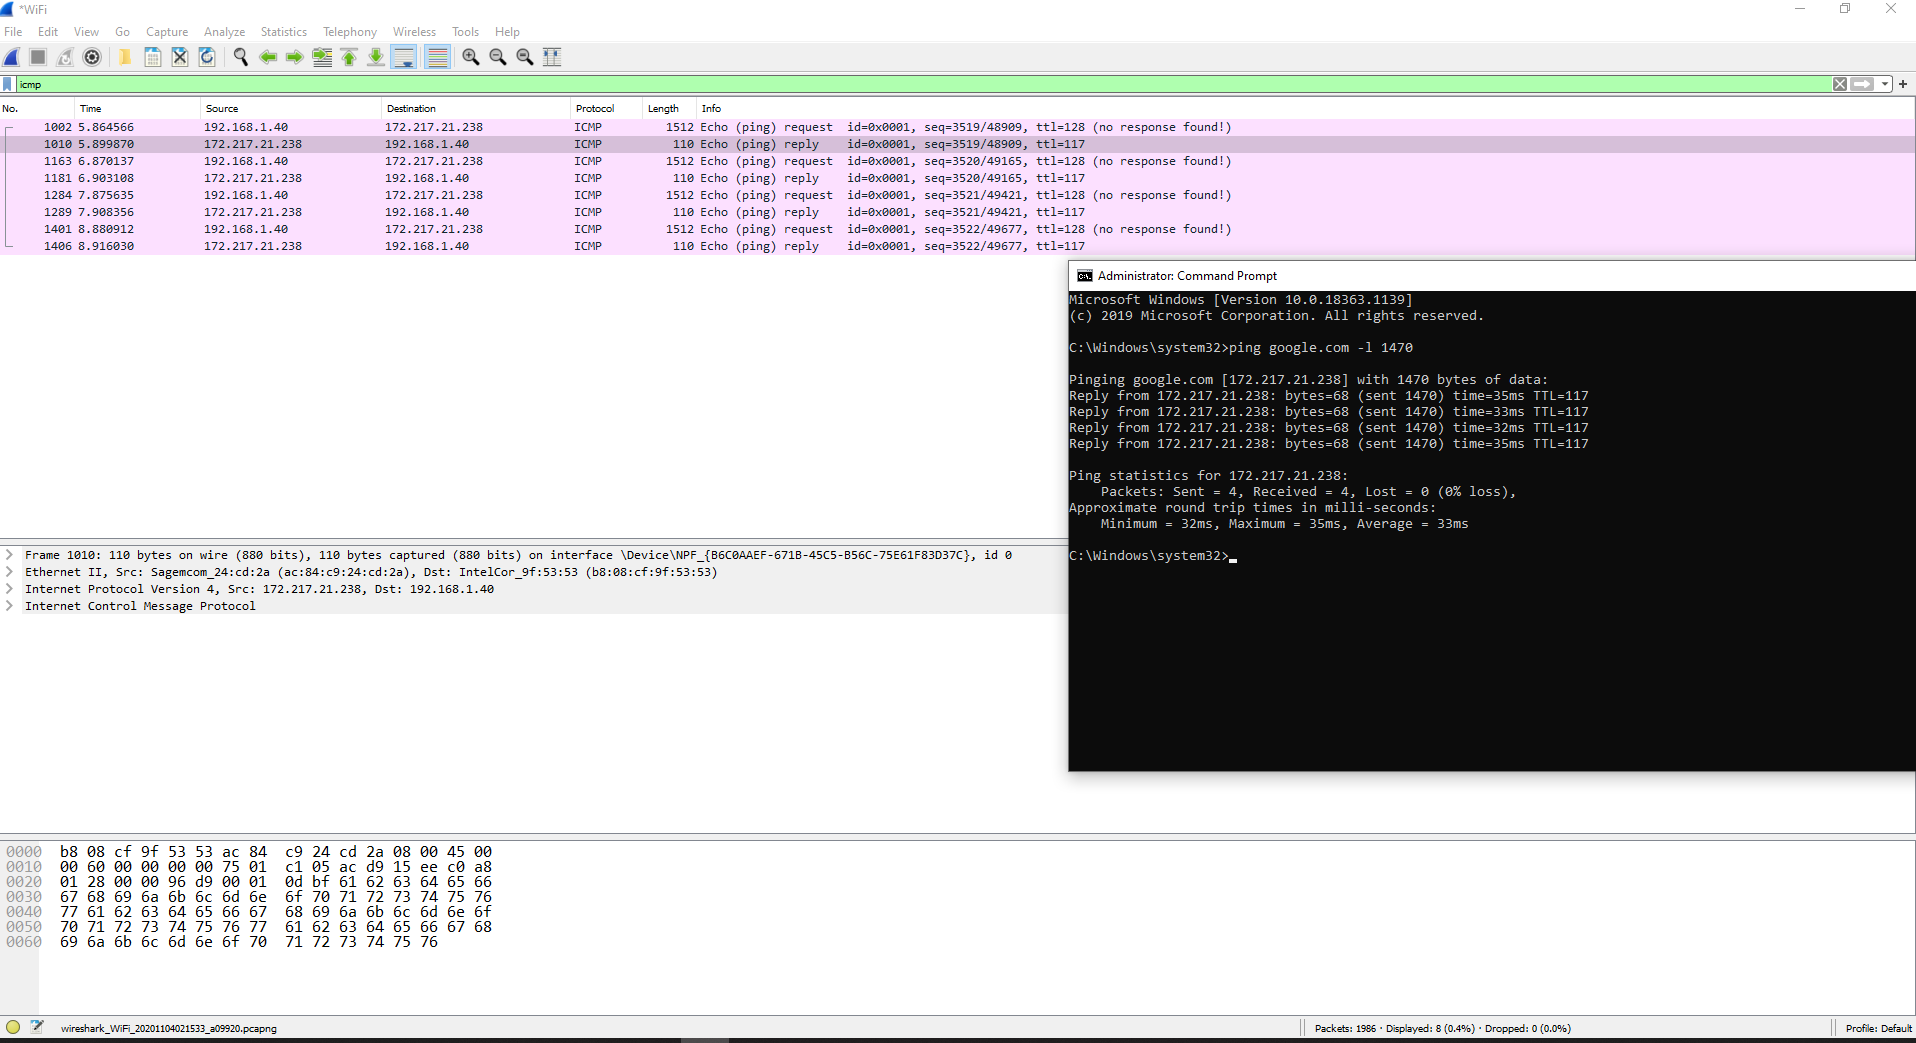 *WiFi
File Edit View Go Capture Analyze Statistics Telephony Wireless Tools Help
icmp
No. Time Source Destination Protocol Length Info
1002 5.864566 192.168.1.40 172.217.21.238 ICMP 1512 Echo (ping) request id=0x0001, seq=3519/48909, ttl=128 (no response found!)
1010 5.899870 172.217.21.238 192.168.1.40 ICMP 110 Echo (ping) reply id=0x0001, seq=3519/48909, ttl=117
1163 6.870137 192.168.1.40 172.217.21.238 ICMP 1512 Echo (ping) request id=0x0001, seq=3520/49165, ttl=128 (no response found!)
1181 6.903108 172.217.21.238 192.168.1.40 ICMP 110 Echo (ping) reply id=0x0001, seq=3520/49165, ttl=117
1284 7.875635 192.168.1.40 172.217.21.238 ICMP 1512 Echo (ping) request id=0x0001, seq=3521/49421, ttl=128 (no response found!)
1289 7.908356 172.217.21.238 192.168.1.40 ICMP 110 Echo (ping) reply id=0x0001, seq=3521/49421, ttl=117
1401 8.880912 192.168.1.40 172.217.21.238 ICMP 1512 Echo (ping) request id=0x0001, seq=3522/49677, ttl=128 (no response found!)
1406 8.916030 172.217.21.238 192.168.1.40 ICMP 110 Echo (ping) reply id=0x0001, seq=3522/49677, ttl=117
Administrator: Command Prompt
Microsoft Windows [Version 10.0.18363.1139]
(c) 2019 Microsoft Corporation. All rights reserved.
C:\Windows\system32>ping google.com -l 1470
Pinging google.com [172.217.21.238] with 1470 bytes of data:
Reply from 172.217.21.238: bytes=68 (sent 1470) time=35ms TTL=117
Reply from 172.217.21.238: bytes=68 (sent 1470) time=33ms TTL=117
Reply from 172.217.21.238: bytes=68 (sent 1470) time=32ms TTL=117
Reply from 172.217.21.238: bytes=68 (sent 1470) time=35ms TTL=117
Ping statistics for 172.217.21.238:
Packets: Sent = 4, Received = 4, Lost = 0 (0% loss),
Approximate round trip times in milli-seconds:
Minimum = 32ms, Maximum = 35ms, Average = 33ms
C:\Windows\system32>
Frame 1010: 110 bytes on wire (880 bits), 110 bytes captured (880 bits) on interface \Device\NPF_{B6C0AAEF-671B-45C5-B56C-75E61F83D37C}, id 0
Ethernet II, Src: Sagemcom_24:cd:2a (ac:84:c9:24:cd:2a), Dst: IntelCor_9f:53:53 (b8:08:cf:9f:53:53)
Internet Protocol Version 4, Src: 172.217.21.238, Dst: 192.168.1.40
Internet Control Message Protocol
0000 b8 08 cf 9f 53 53 ac 84 c9 24 cd 2a 08 00 45 00
0010 00 60 00 00 00 00 75 01 c1 05 ac d9 15 ee c0 a8
0020 01 28 00 00 96 d9 00 01 0d bf 61 62 63 64 65 66
0030 67 68 69 6a 6b 6c 6d 6e 6f 70 71 72 73 74 75 76
0040 77 61 62 63 64 65 66 67 68 69 6a 6b 6c 6d 6e 6f
0050 70 71 72 73 74 75 76 77 61 62 63 64 65 66 67 68
0060 69 6a 6b 6c 6d 6e 6f 70 71 72 73 74 75 76
wireshark_WiFi_20201104021533_a09920.pcapng
Packets: 1986 · Displayed: 8 (0.4%) · Dropped: 0 (0.0%)
Profile: Default